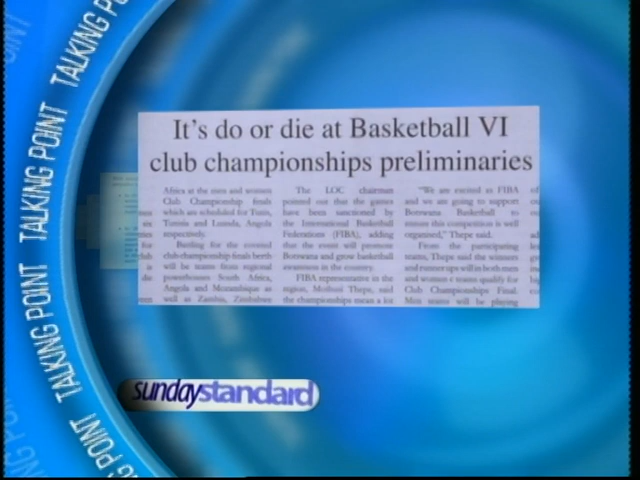 TALKING POINT
TALKING POINT
TALKING POINT
TALKING PO
NG POINT
It's do or die at Basketball VI
club championships preliminaries
Africa at the men and women
Club Championship finals
which are scheduled for Tunis,
Tunisia and Luanda, Angola
respectively.
Battling for the coveted
club championship finals berth
will be teams from regional
powerhouses South Africa,
Angola and Mozambique as
well as Zambia, Zimbabwe
The LOC chairman
pointed out that the games
have been sanctioned by
the International Basketball
Federations (FIBA), adding
that the event will promote
Botswana and grow basketball
awareness in the country.
FIBA representative in the
region, Mothusi Thepe, said
the championships mean a lot
"We are excited as FIBA
and we are going to support
Botswana Basketball to
ensure this competition is well
organised," Thepe said.
From the participating
teams, Thepe said the winners
and runner ups will in both men
and women's teams qualify for
Club Championships Final.
Men teams will be playing
sundaystandard